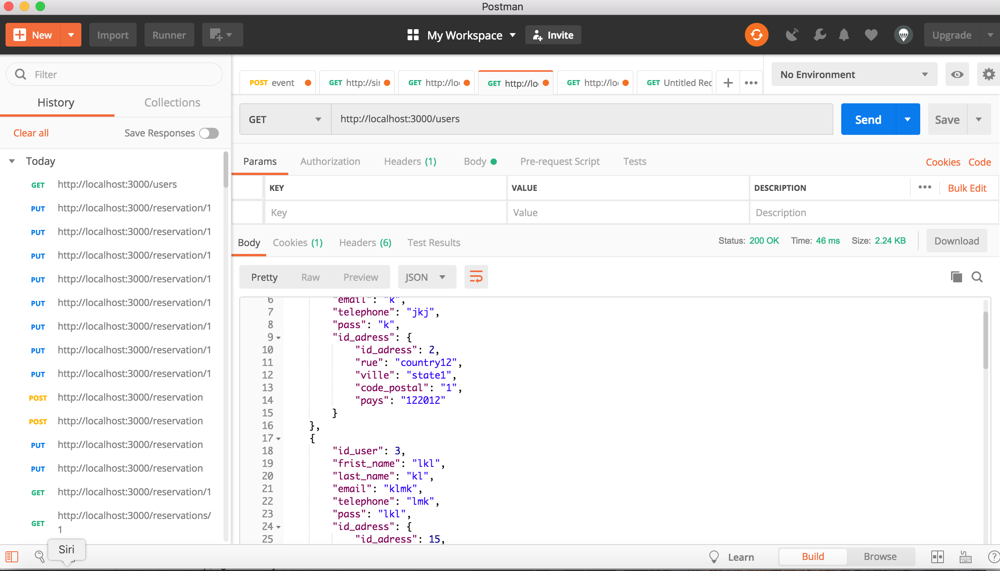 Postman
New Import Runner My Workspace Invite Upgrade
Filter
History Collections
Clear all Save Responses
Today
GET http://localhost:3000/users
PUT http://localhost:3000/reservation/1
PUT http://localhost:3000/reservation/1
PUT http://localhost:3000/reservation/1
PUT http://localhost:3000/reservation/1
PUT http://localhost:3000/reservation/1
PUT http://localhost:3000/reservation/1
PUT http://localhost:3000/reservation/1
PUT http://localhost:3000/reservation/1
POST http://localhost:3000/reservation
POST http://localhost:3000/reservation
PUT http://localhost:3000/reservation
PUT http://localhost:3000/reservation
GET http://localhost:3000/reservation/1
GET http://localhost:3000/reservations/
1
Siri
POST event GET http://sir GET http://loc GET http://loc GET http://loc GET Untitled Rec
No Environment
GET http://localhost:3000/users Send Save
Params Authorization Headers (1) Body Pre-request Script Tests Cookies Code
KEY VALUE DESCRIPTION Bulk Edit
Key Value Description
Body Cookies (1) Headers (6) Test Results Status: 200 OK Time: 46 ms Size: 2.24 KB Download
Pretty Raw Preview JSON
6 "email": "k",
7 "telephone": "jkj",
8 "pass": "k",
9 "id_adress": {
10 "id_adress": 2,
11 "rue": "country12",
12 "ville": "state1",
13 "code_postal": "1",
14 "pays": "122012"
15 }
16 },
17 {
18 "id_user": 3,
19 "frist_name": "lkl",
20 "last_name": "kl",
21 "email": "klmk",
22 "telephone": "lmk",
23 "pass": "lkl",
24 "id_adress": {
25 "id_adress": 15,
Learn Build Browse